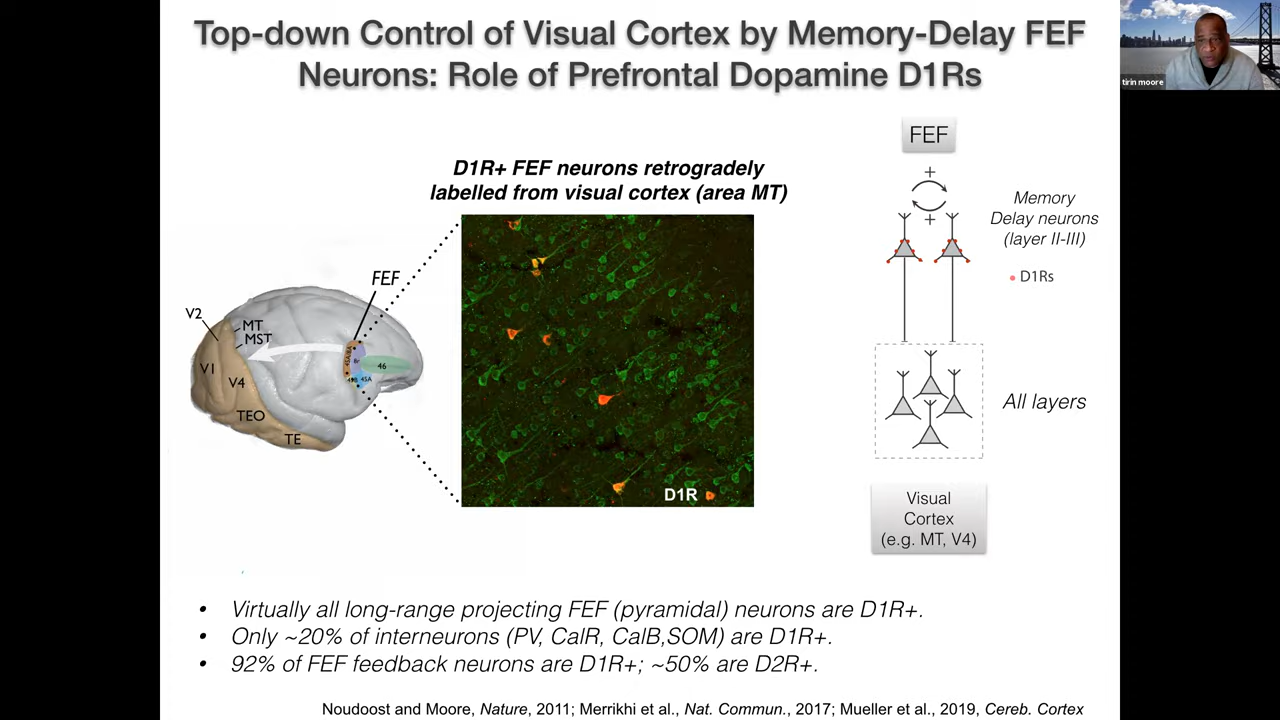 Top-down Control of Visual Cortex by Memory-Delay FEF
Neurons: Role of Prefrontal Dopamine D1Rs
tirin moore
D1R+ FEF neurons retrogradely
labelled from visual cortex (area MT)
FEF
V2
MT
MST
V1
V4
TEO
TE
46
45A
D1R
FEF
+
+
Memory
Delay neurons
(layer II-III)
D1Rs
All layers
Visual
Cortex
(e.g. MT, V4)
• Virtually all long-range projecting FEF (pyramidal) neurons are D1R+.
• Only ~20% of interneurons (PV, CalR, CalB,SOM) are D1R+.
• 92% of FEF feedback neurons are D1R+; ~50% are D2R+.
Noudoost and Moore, Nature, 2011; Merrikhi et al., Nat. Commun., 2017; Mueller et al., 2019, Cereb. Cortex